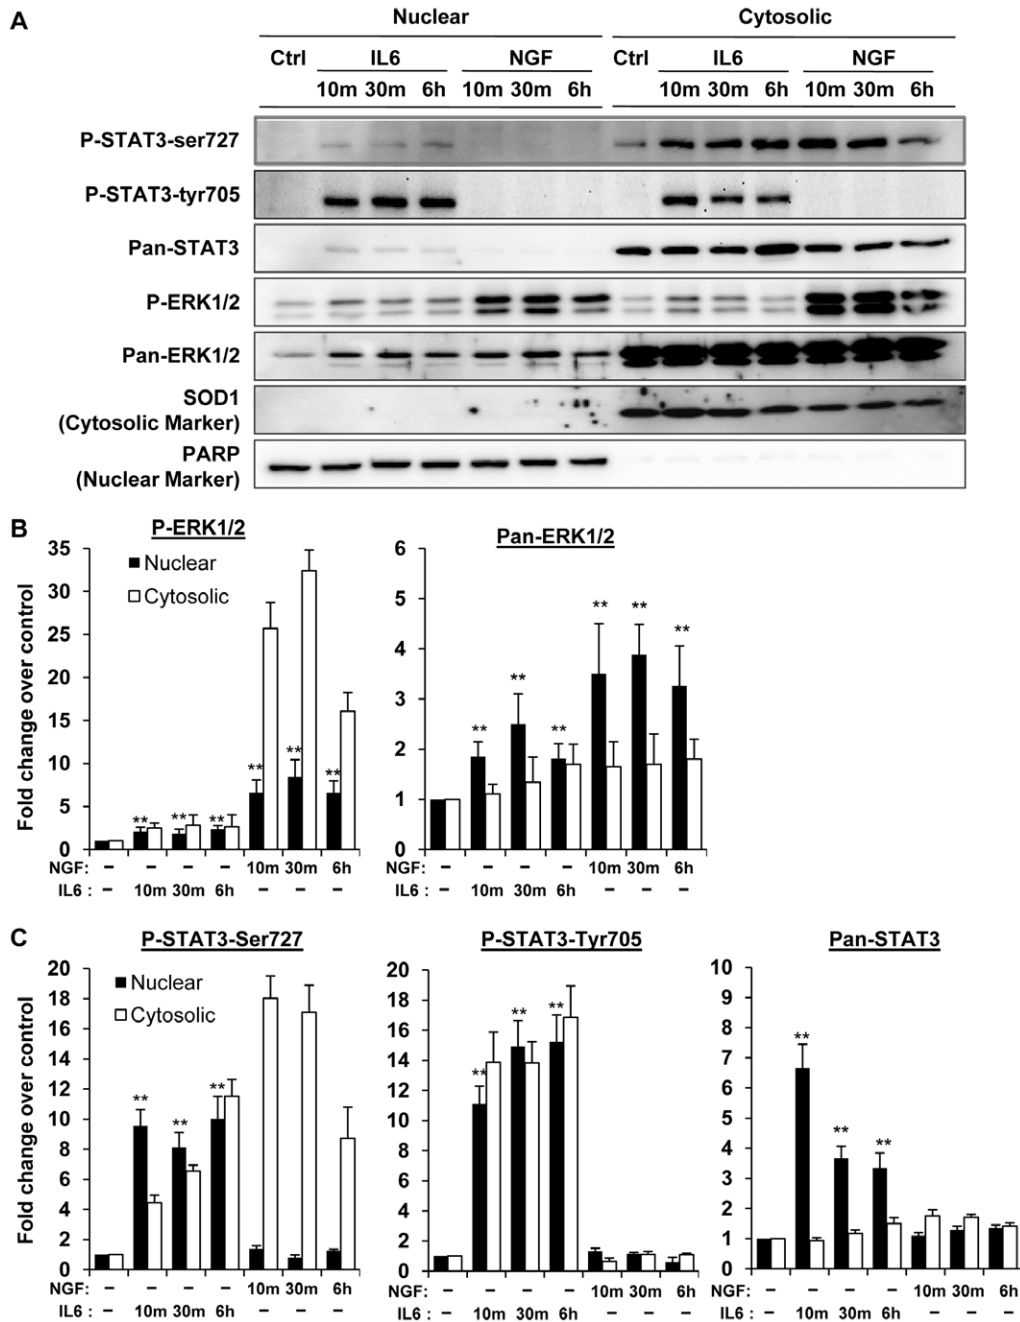 A
Nuclear Cytosolic
Ctrl IL6 NGF Ctrl IL6 NGF
10m 30m 6h 10m 30m 6h 10m 30m 6h 10m 30m 6h
P-STAT3-ser727
P-STAT3-tyr705
Pan-STAT3
P-ERK1/2
Pan-ERK1/2
SOD1
(Cytosolic Marker)
PARP
(Nuclear Marker)
B
P-ERK1/2
Fold change over control
35
30
25
20
15
10
5
0
Nuclear
Cytosolic
** ** ** ** ** **
NGF: – – – – 10m 30m 6h
IL6 : – 10m 30m 6h – – –
Pan-ERK1/2
6
5
4
3
2
1
0
** ** ** ** ** **
– – – – 10m 30m 6h
– 10m 30m 6h – – –
C
P-STAT3-Ser727
Fold change over control
20
18
16
14
12
10
8
6
4
2
0
Nuclear
Cytosolic
** ** **
NGF: – – – – 10m 30m 6h
IL6 : – 10m 30m 6h – – –
P-STAT3-Tyr705
20
18
16
14
12
10
8
6
4
2
0
** ** **
– – – – 10m 30m 6h
– 10m 30m 6h – – –
Pan-STAT3
10
9
8
7
6
5
4
3
2
1
0
** ** **
– – – – 10m 30m 6h
– 10m 30m 6h – – –